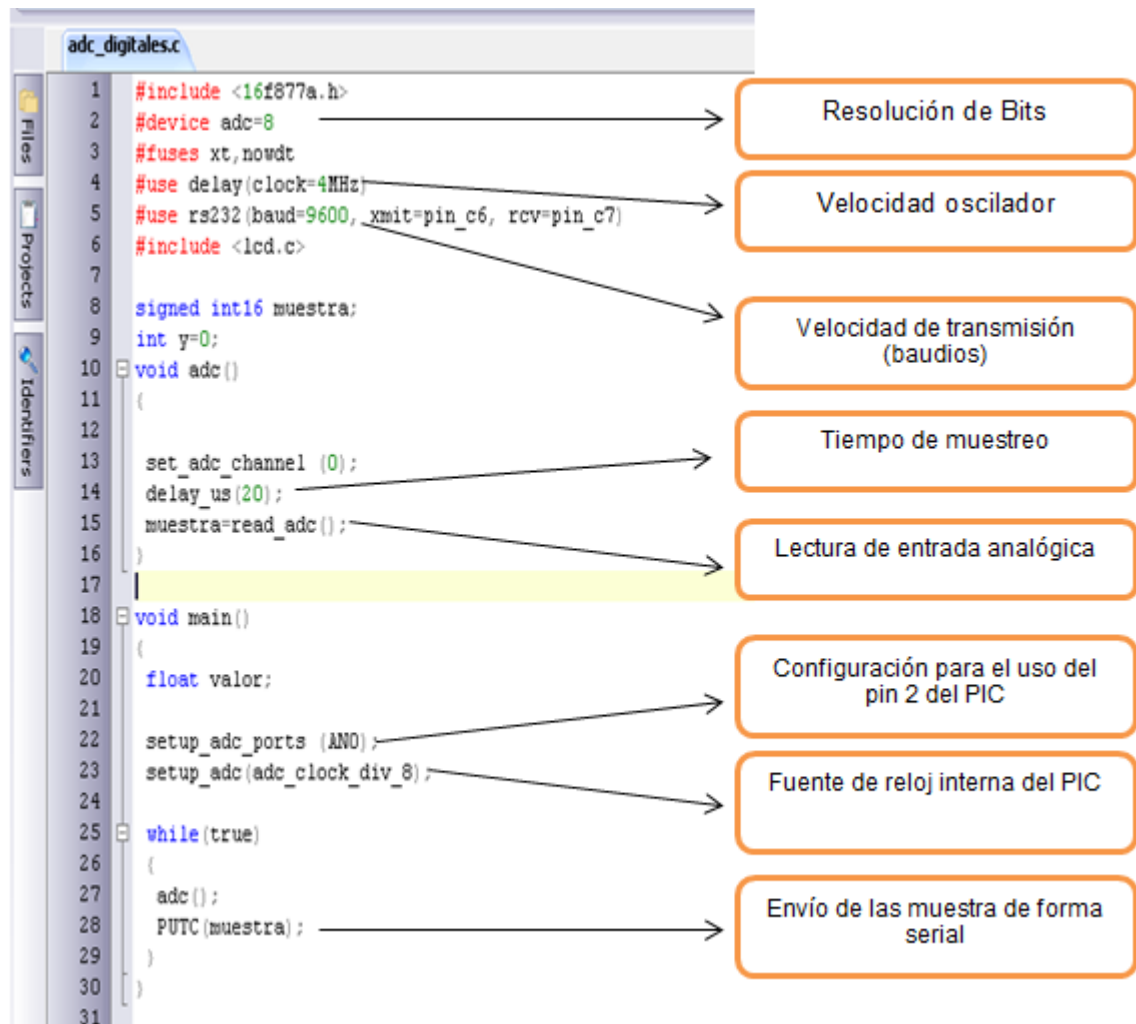 adc_digitales.c
Files
Projects
Identifiers
1 #include <16f877a.h>
2 #device adc=8
3 #fuses xt,nowdt
4 #use delay(clock=4MHz)
5 #use rs232(baud=9600, xmit=pin_c6, rcv=pin_c7)
6 #include <lcd.c>
7
8 signed int16 muestra;
9 int y=0;
10 void adc()
11 {
12
13 set_adc_channel (0);
14 delay_us(20);
15 muestra=read_adc();
16 }
17
18 void main()
19 {
20 float valor;
21
22 setup_adc_ports (AN0);
23 setup_adc(adc_clock_div_8);
24
25 while(true)
26 {
27 adc();
28 PUTC(muestra);
29 }
30 }
31
Resolución de Bits
Velocidad oscilador
Velocidad de transmisión
(baudios)
Tiempo de muestreo
Lectura de entrada analógica
Configuración para el uso del
pin 2 del PIC
Fuente de reloj interna del PIC
Envío de las muestra de forma
serial